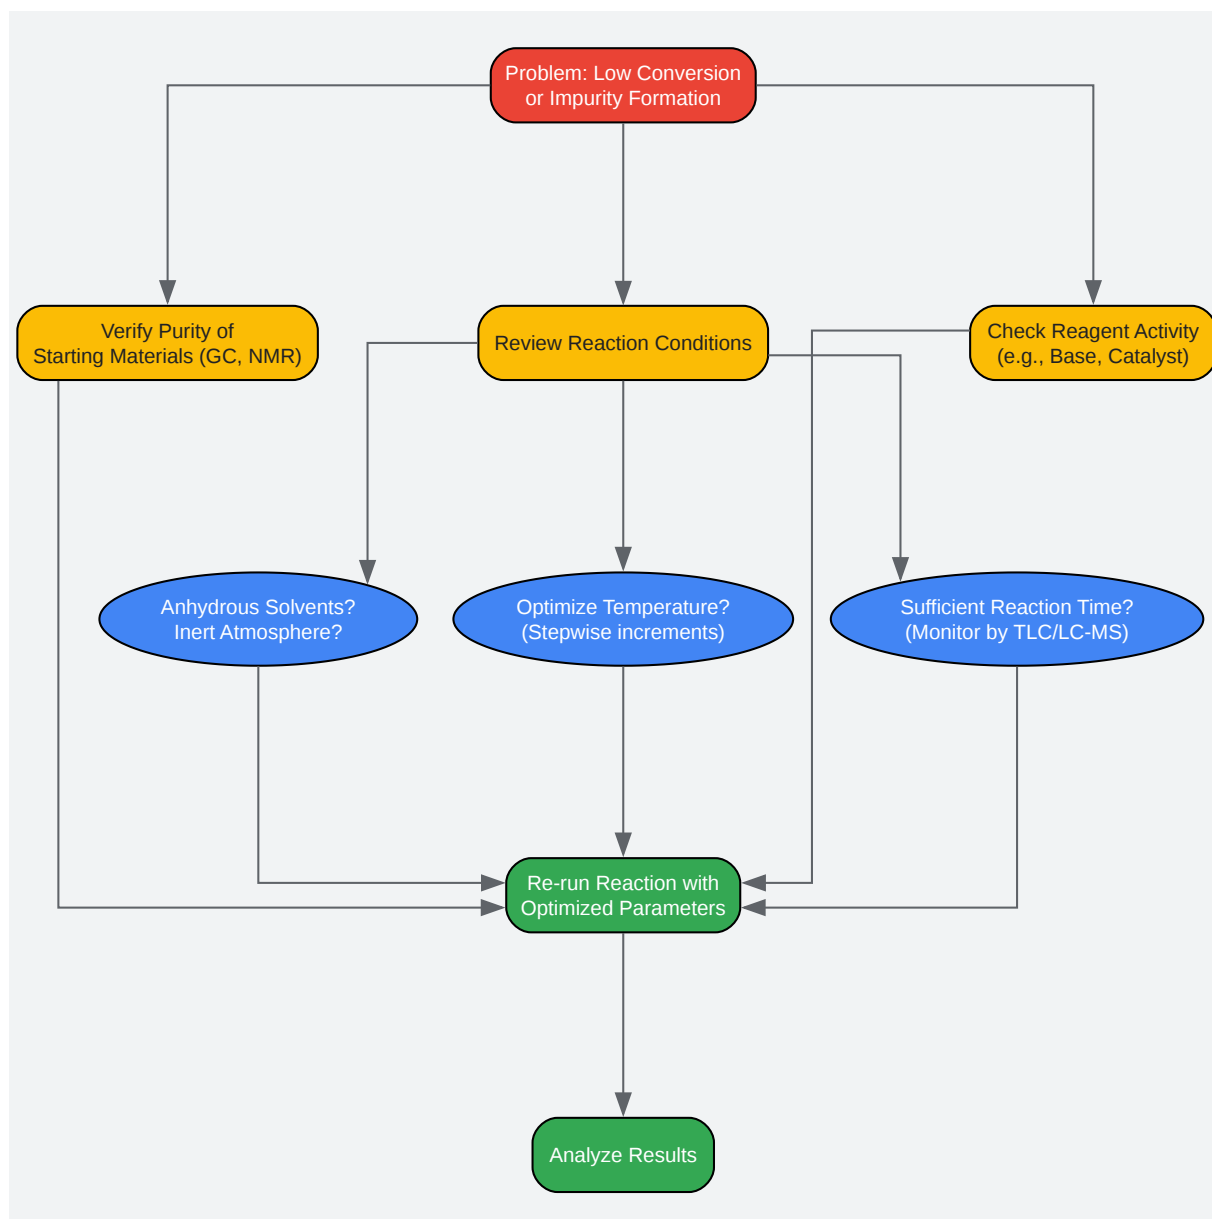 Problem: Low Conversion
or Impurity Formation
Verify Purity of
Starting Materials (GC, NMR)
Review Reaction Conditions
Check Reagent Activity
(e.g., Base, Catalyst)
Anhydrous Solvents?
Inert Atmosphere?
Optimize Temperature?
(Stepwise increments)
Sufficient Reaction Time?
(Monitor by TLC/LC-MS)
Re-run Reaction with
Optimized Parameters
Analyze Results